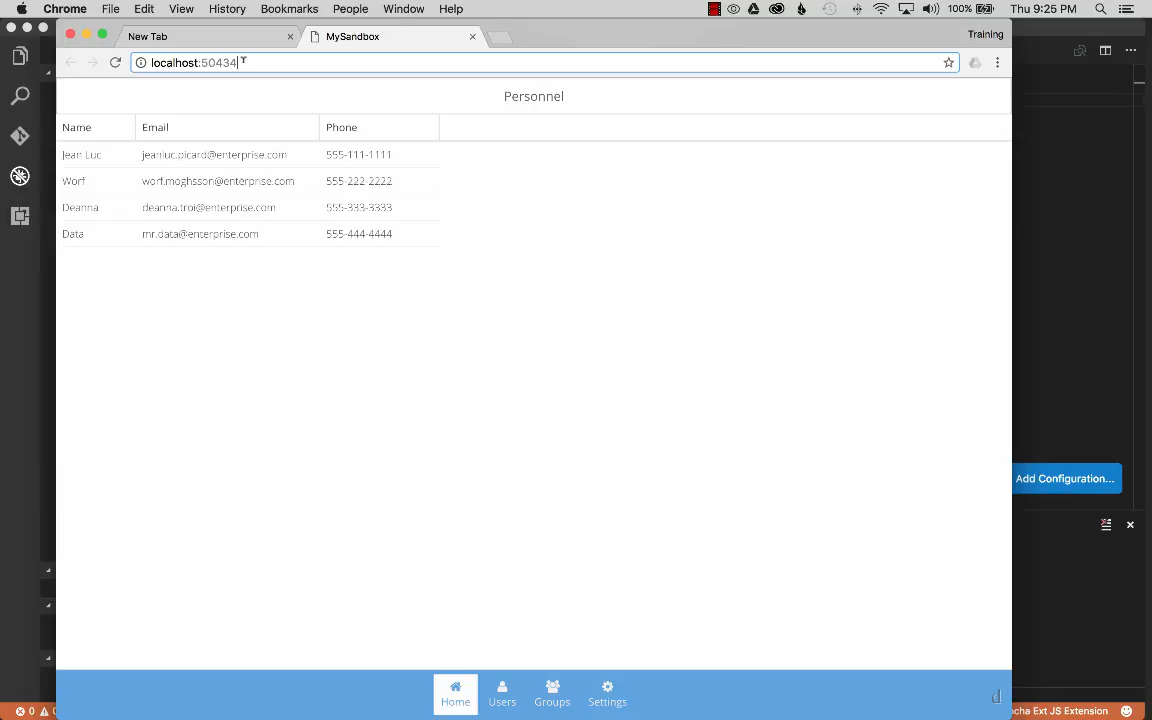 Chrome File Edit View History Bookmarks People Window Help 100% Thu 9:25 PM
New Tab MySandbox Training
localhost:50434
Personnel
Name Email Phone
Jean Luc jeanluc.picard@enterprise.com 555-111-1111
Worf worf.moghsson@enterprise.com 555-222-2222
Deanna deanna.troi@enterprise.com 555-333-3333
Data mr.data@enterprise.com 555-444-4444
Add Configuration...
Home Users Groups Settings
0 0
cha Ext JS Extension